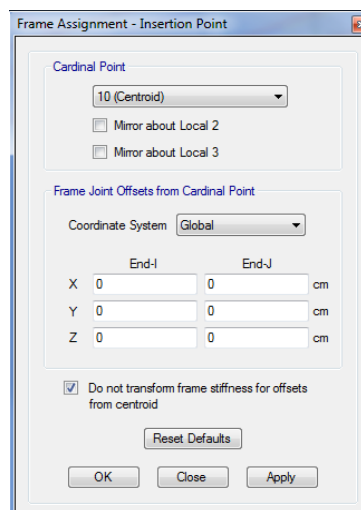 Frame Assignment - Insertion Point
Cardinal Point
10 (Centroid)
Mirror about Local 2
Mirror about Local 3
Frame Joint Offsets from Cardinal Point
Coordinate System Global
End-I End-J
X 0 0 cm
Y 0 0 cm
Z 0 0 cm
Do not transform frame stiffness for offsets
from centroid
Reset Defaults
OK Close Apply